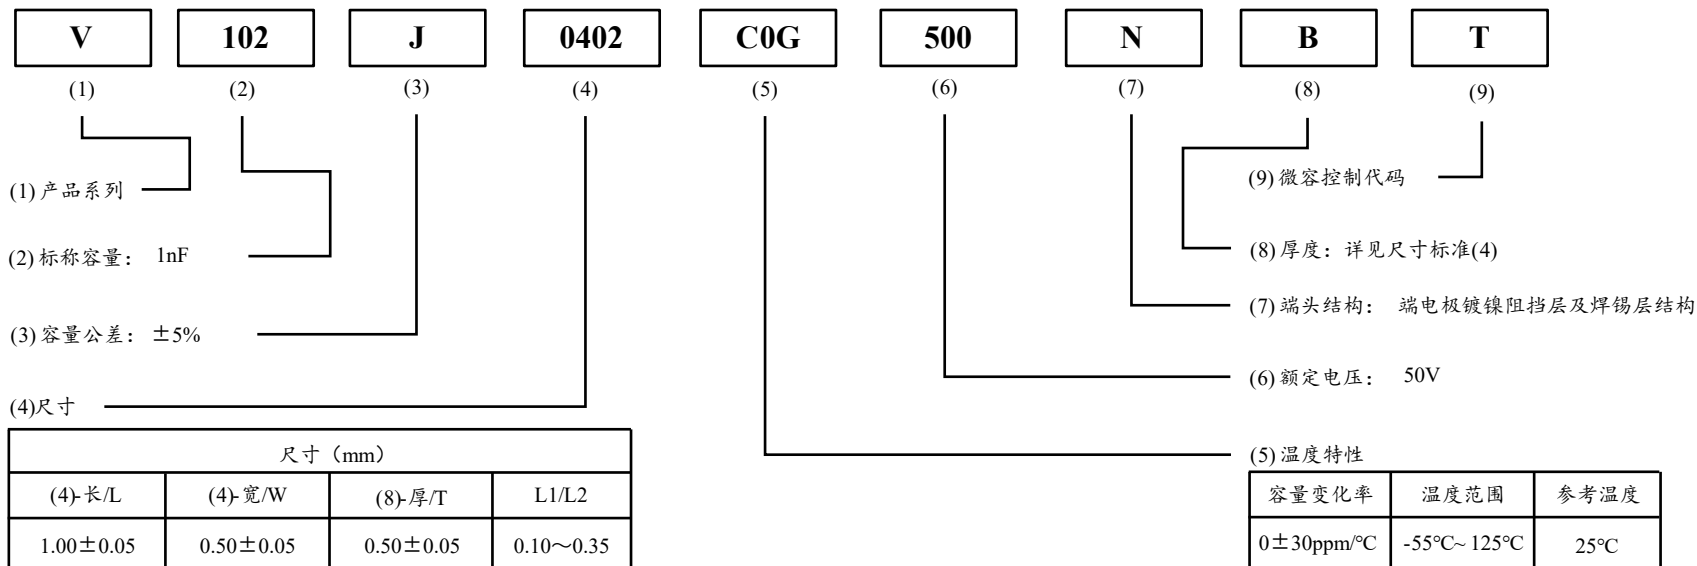 V 102 J 0402 C0G 500 N B T
(1) (2) (3) (4) (5) (6) (7) (8) (9)
(1) 产品系列
(2) 标称容量： 1nF
(3) 容量公差： ±5%
(4)尺寸
尺寸（mm）
(4)-长/L (4)-宽/W (8)-厚/T L1/L2
1.00±0.05 0.50±0.05 0.50±0.05 0.10～0.35
(9) 微容控制代码
(8) 厚度：详见尺寸标准(4)
(7) 端头结构： 端电极镀镍阻挡层及焊锡层结构
(6) 额定电压： 50V
(5) 温度特性
容量变化率 温度范围 参考温度
0±30ppm/℃ -55℃~ 125℃ 25℃